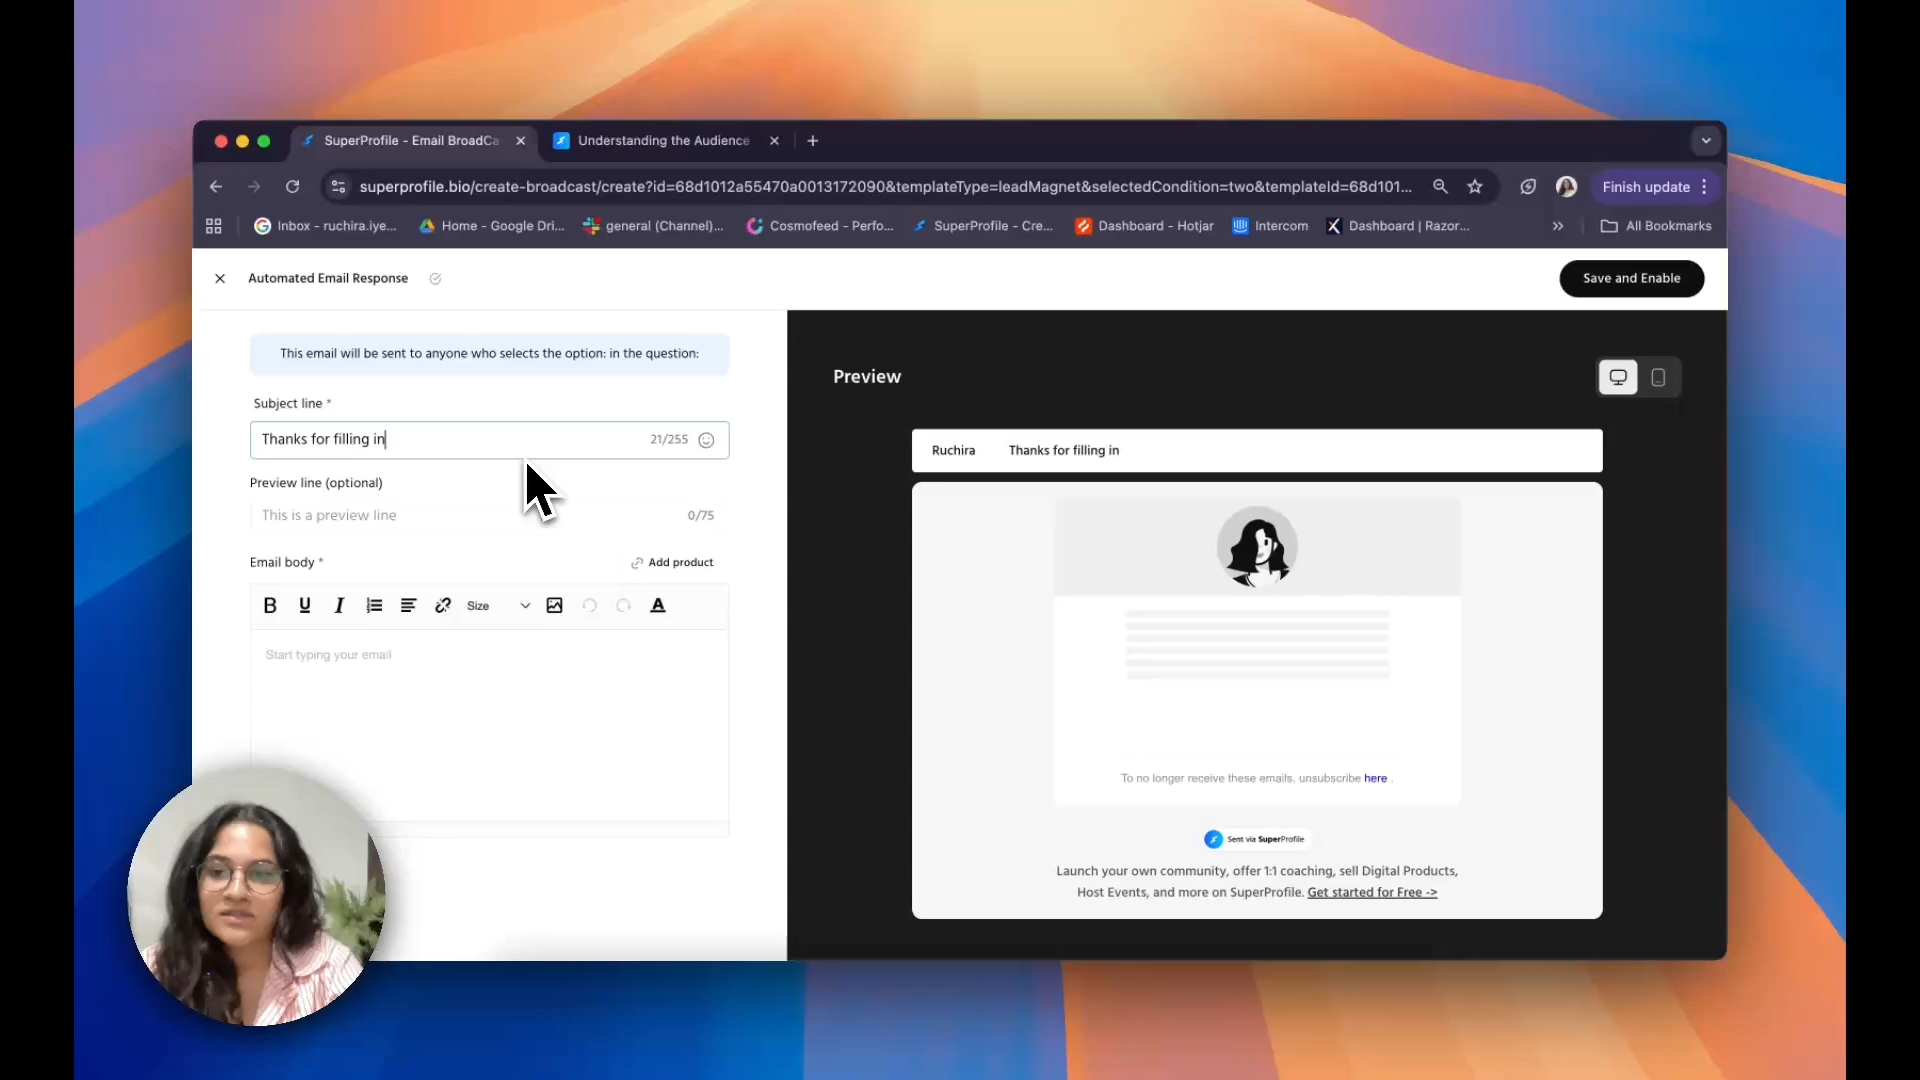 SuperProfile - Email BroadCa
Understanding the Audience
superprofile.bio/create-broadcast/create?id=68d1012a55470a0013172090&templateType=leadMagnet&selectedCondition=two&templateId=68d101...
Finish update
Inbox - ruchira.iye...
Home - Google Dri...
general (Channel)...
Cosmofeed - Perfo...
SuperProfile - Cre...
Dashboard - Hotjar
Intercom
Dashboard | Razor...
All Bookmarks
Automated Email Response
Save and Enable
This email will be sent to anyone who selects the option: in the question:
Subject line *
Thanks for filling in
21/255
Preview line (optional)
This is a preview line
0/75
Email body *
Add product
B U I Size A
Start typing your email
Preview
Ruchira Thanks for filling in
To no longer receive these emails, unsubscribe here .
Sent via SuperProfile
Launch your own community, offer 1:1 coaching, sell Digital Products,
Host Events, and more on SuperProfile. Get started for Free ->